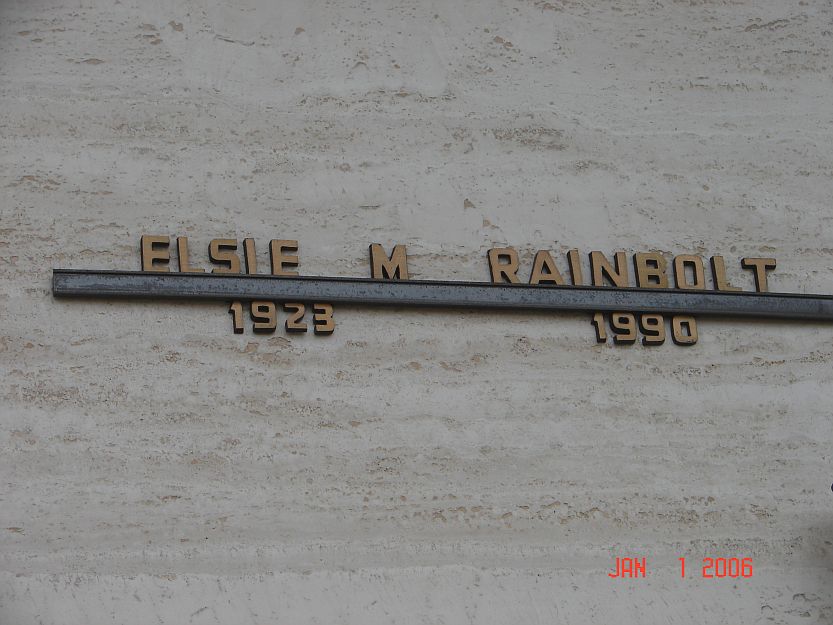 ELSIE M RAINBOLT
1923 1990
JAN 1 2006